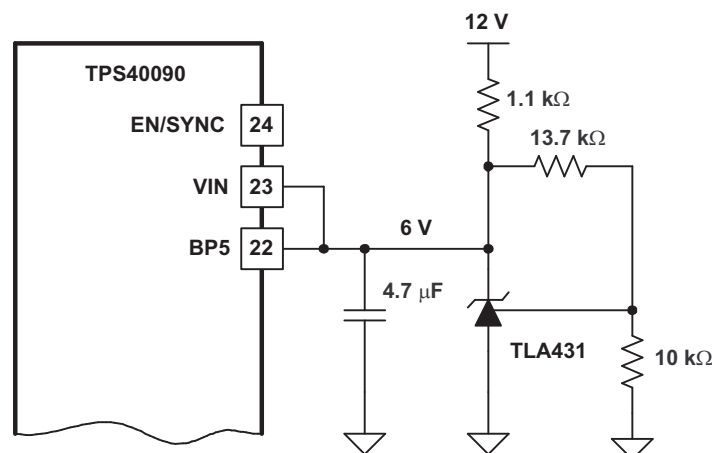 12 V
TPS40090
1.1 kΩ
EN/SYNC 24
13.7 kΩ
VIN 23
6 V
BP5 22
4.7 μF
TLA431
10 kΩ